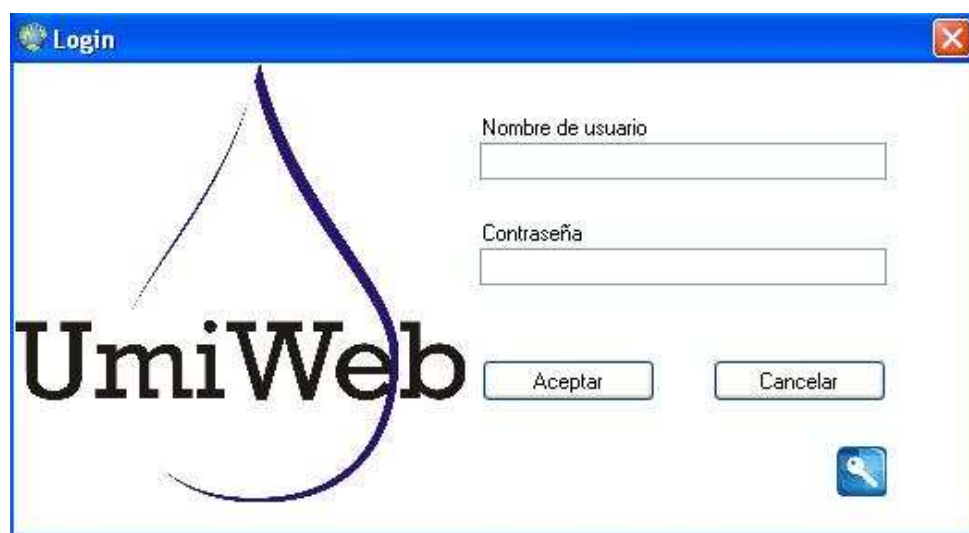 Login
Nombre de usuario
Contraseña
UmiWeb
Aceptar
Cancelar